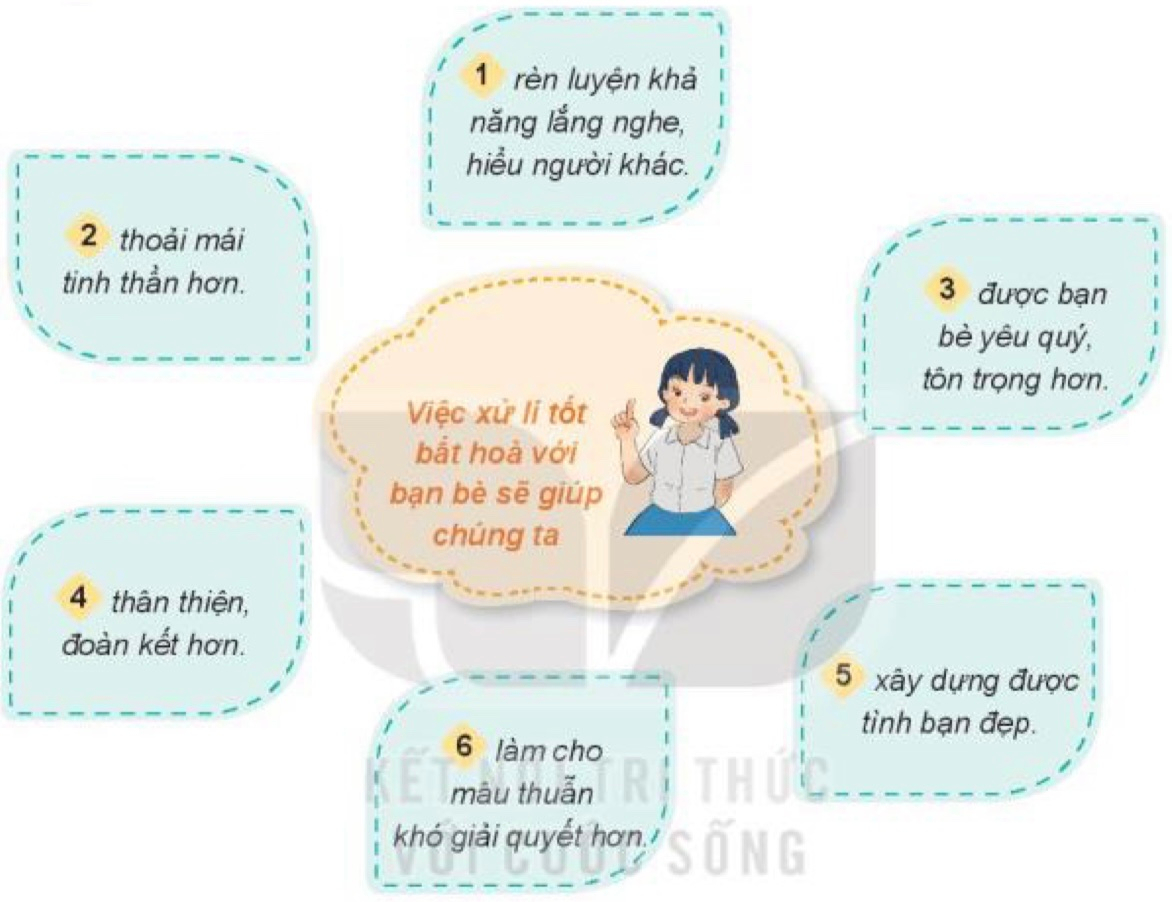 1 rèn luyện khả
năng lắng nghe,
hiểu người khác.
2 thoải mái
tinh thần hơn.
3 được bạn
bè yêu quý,
tôn trọng hơn.
Việc xử lí tốt
bất hoà với
bạn bè sẽ giúp
chúng ta
4 thân thiện,
đoàn kết hơn.
5 xây dựng được
tình bạn đẹp.
6 làm cho
mâu thuẫn
khó giải quyết hơn.
KẾT NỐI TRI THỨC
VỚI CUỘC SỐNG